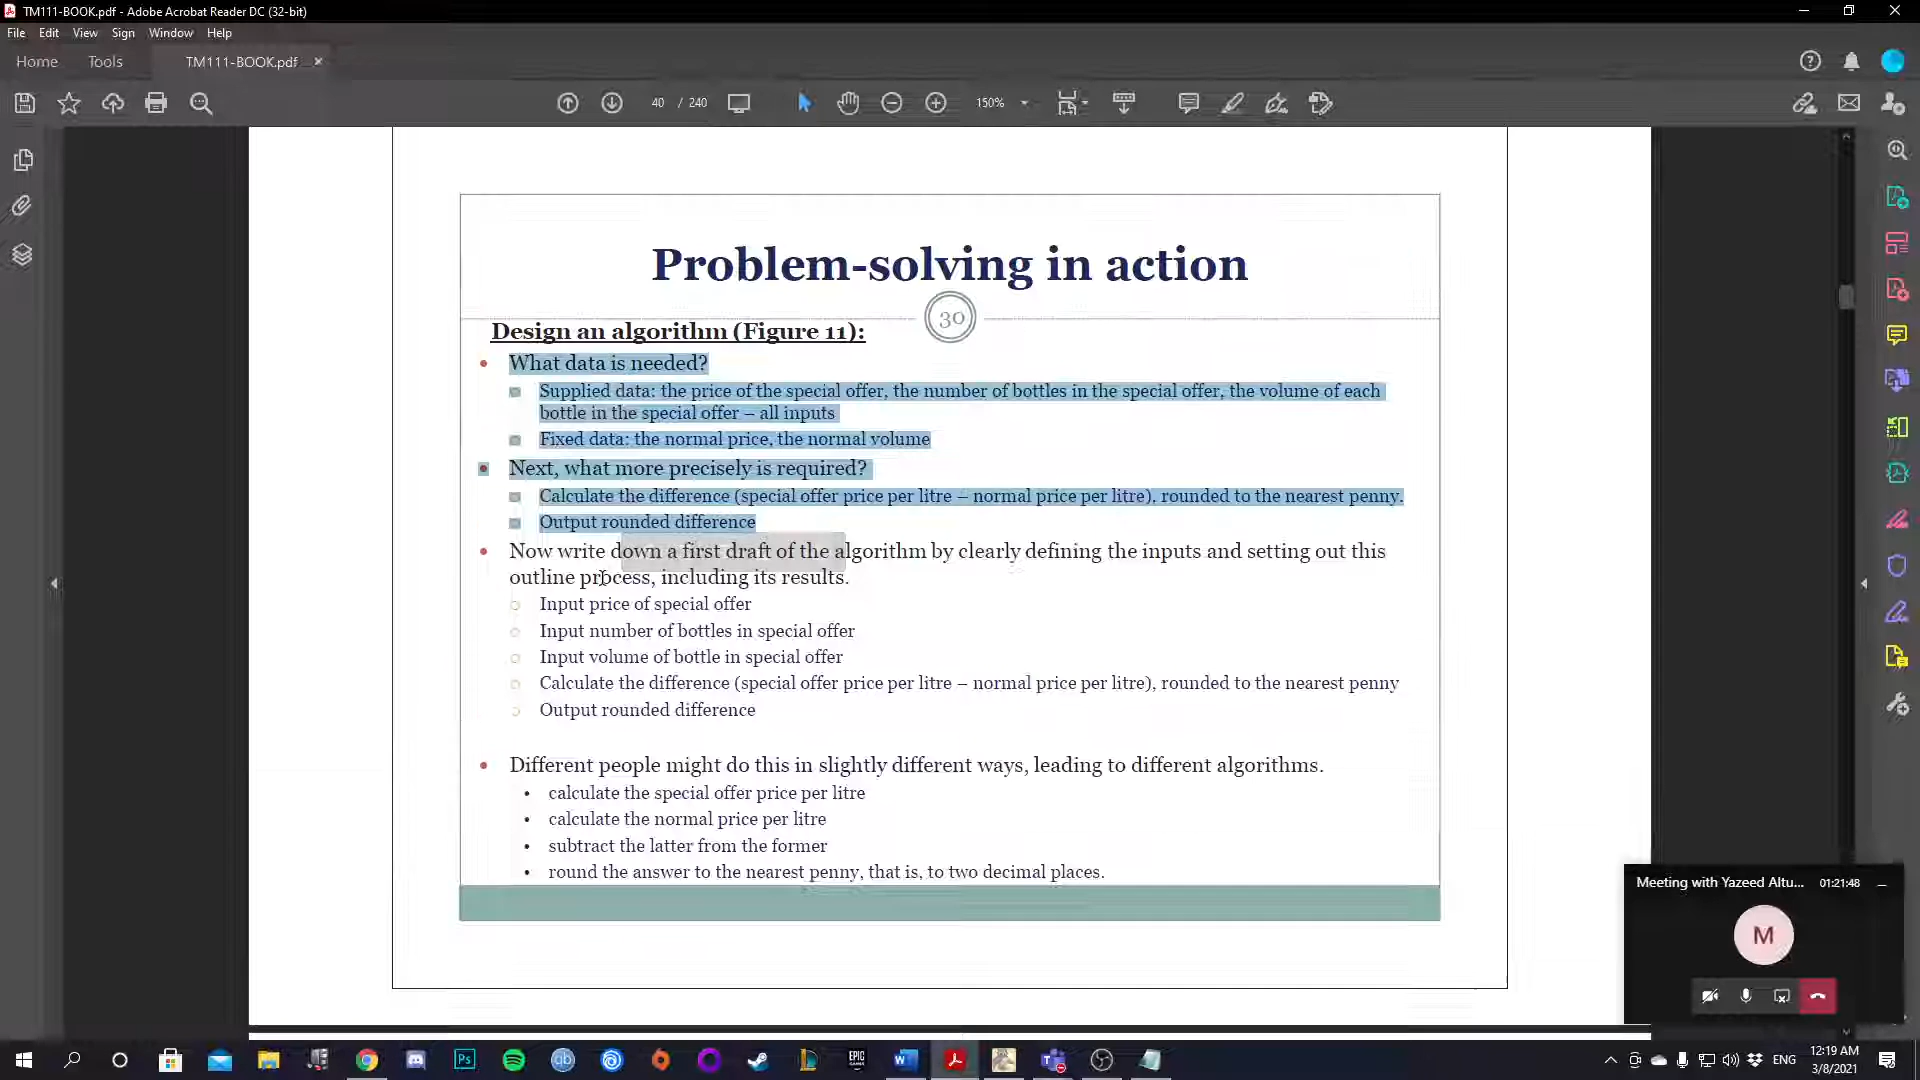 TM111-BOOK.pdf - Adobe Acrobat Reader DC (32-bit)
File Edit View Sign Window Help
Home Tools TM111-BOOK.pdf
40 / 240 150%
Problem-solving in action
30
Design an algorithm (Figure 11):
What data is needed?
Supplied data: the price of the special offer, the number of bottles in the special offer, the volume of each
bottle in the special offer – all inputs
Fixed data: the normal price, the normal volume
Next, what more precisely is required?
Calculate the difference (special offer price per litre – normal price per litre), rounded to the nearest penny.
Output rounded difference
Now write down a first draft of the algorithm by clearly defining the inputs and setting out this
outline process, including its results.
Input price of special offer
Input number of bottles in special offer
Input volume of bottle in special offer
Calculate the difference (special offer price per litre – normal price per litre), rounded to the nearest penny
Output rounded difference
Different people might do this in slightly different ways, leading to different algorithms.
calculate the special offer price per litre
calculate the normal price per litre
subtract the latter from the former
round the answer to the nearest penny, that is, to two decimal places.
Meeting with Yazeed Altu... 01:21:48
M
Ps
qb
EPIC
GAMES
W
ENG
12:19 AM
3/8/2021